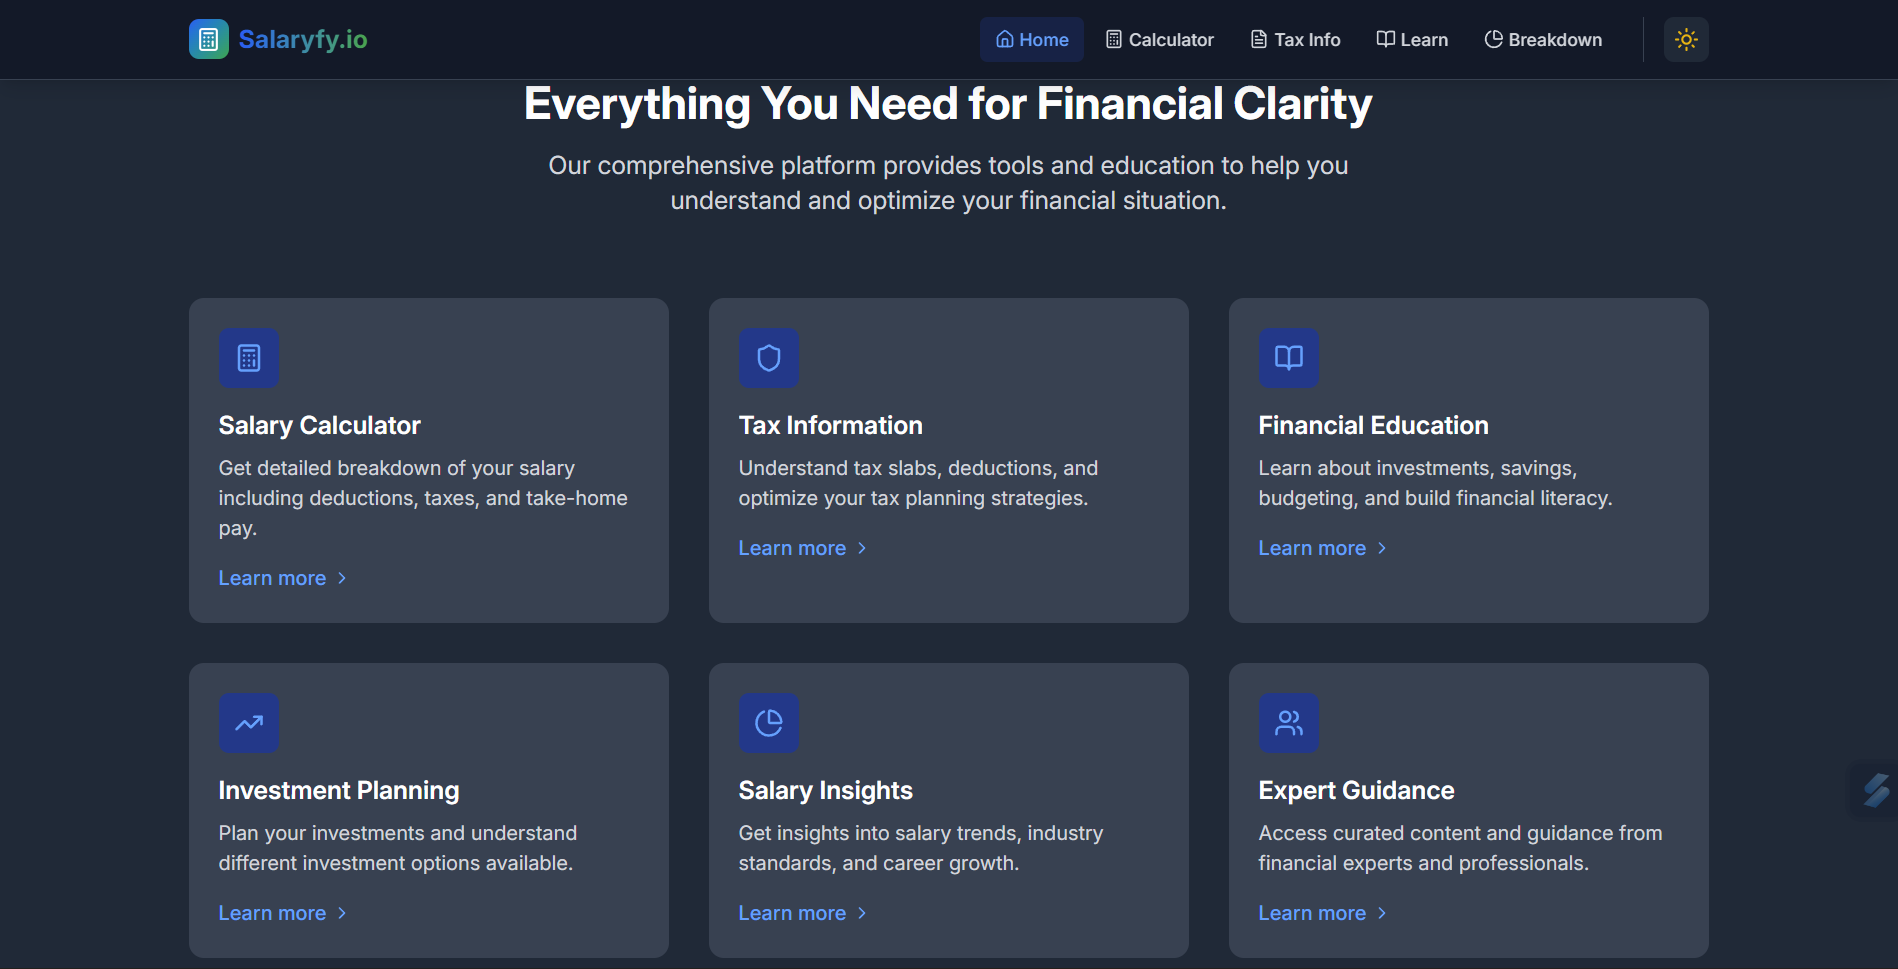 Salaryfy.io
Home
Calculator
Tax Info
Learn
Breakdown
Everything You Need for Financial Clarity
Our comprehensive platform provides tools and education to help you
understand and optimize your financial situation.
Salary Calculator
Get detailed breakdown of your salary
including deductions, taxes, and take-home
pay.
Learn more
Tax Information
Understand tax slabs, deductions, and
optimize your tax planning strategies.
Learn more
Financial Education
Learn about investments, savings,
budgeting, and build financial literacy.
Learn more
Investment Planning
Plan your investments and understand
different investment options available.
Learn more
Salary Insights
Get insights into salary trends, industry
standards, and career growth.
Learn more
Expert Guidance
Access curated content and guidance from
financial experts and professionals.
Learn more